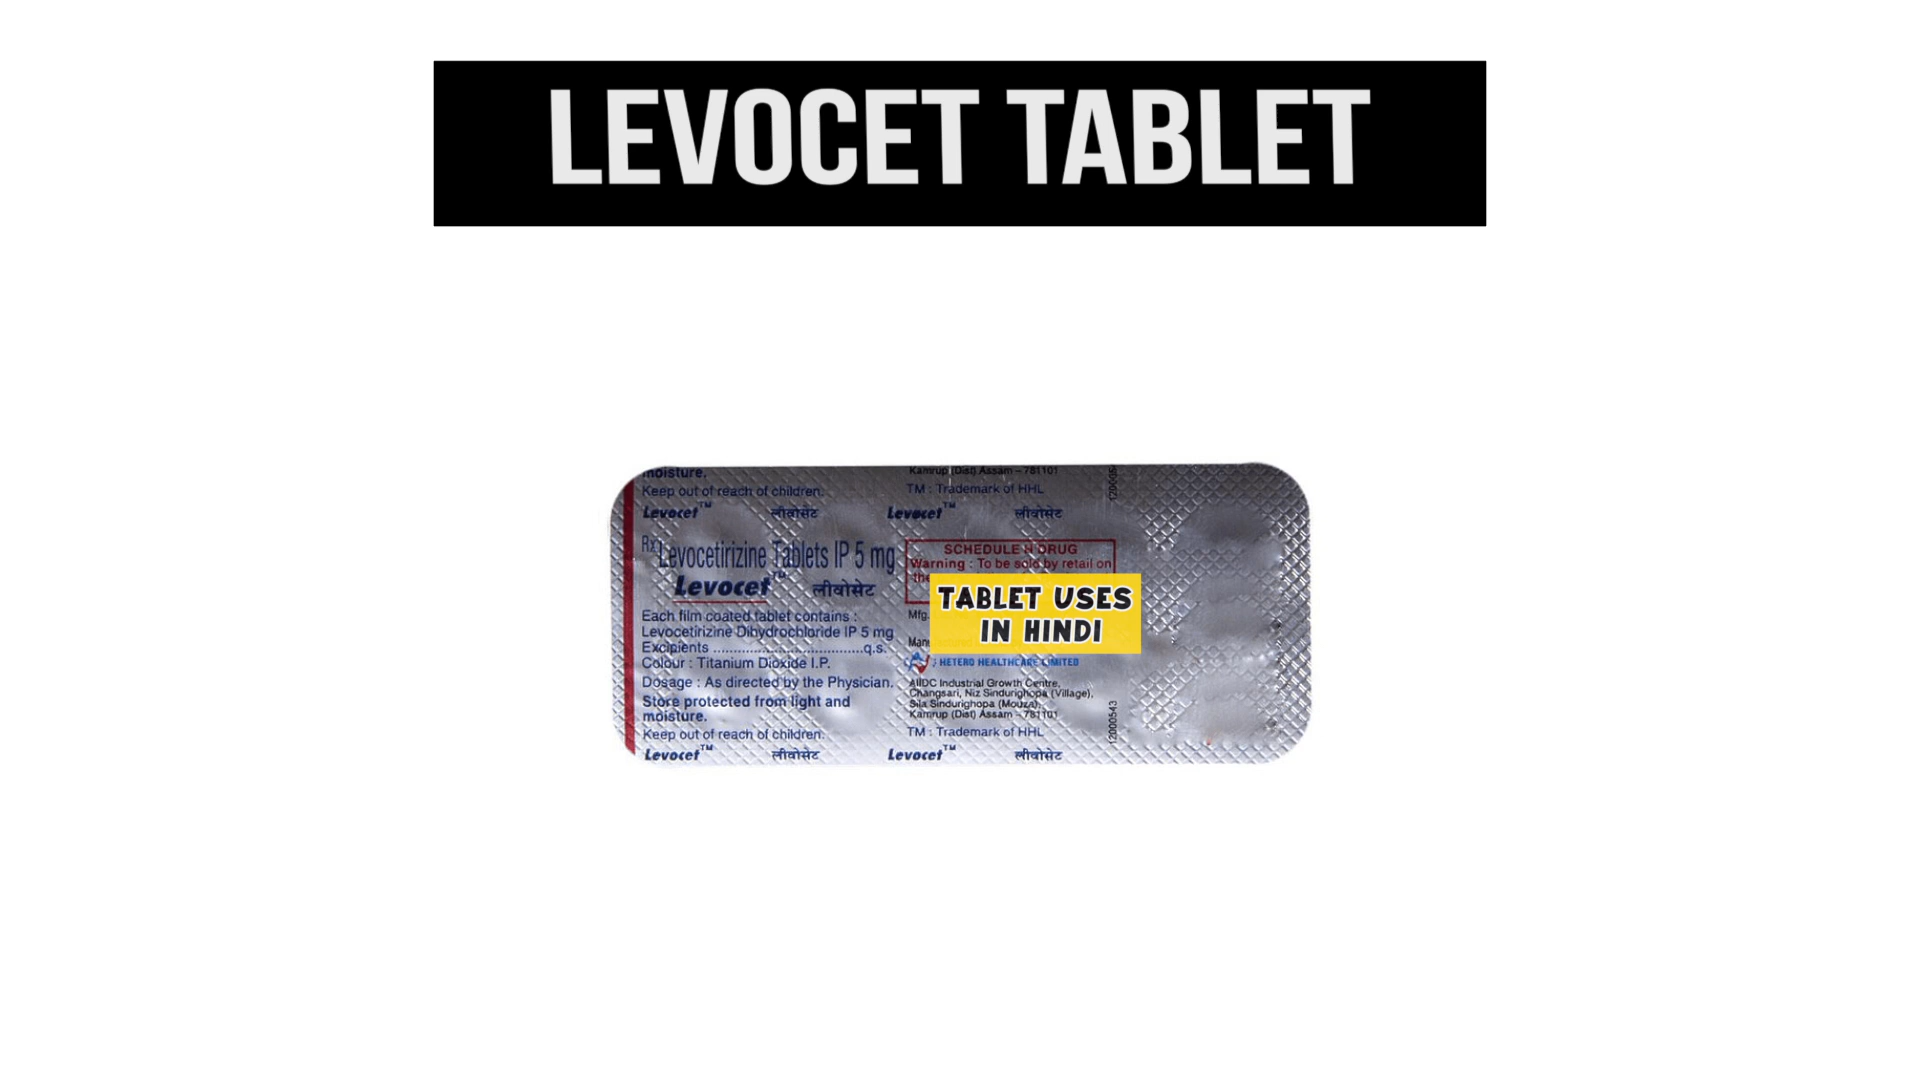 LEVOCET TABLET
moisture.
Keep out of reach of children.
Levocet™ लीवोसेट
Rx Levocetirizine Tablets IP 5 mg
Levocet™ लीवोसेट
Each film coated tablet contains :
Levocetirizine Dihydrochloride IP 5 mg
Excipients ......................................q.s.
Colour : Titanium Dioxide I.P.
Dosage : As directed by the Physician.
Store protected from light and
moisture.
Keep out of reach of children.
Levocet™ लीवोसेट
Kamrup (Dist) Assam – 781101
TM : Trademark of HHL
Levocet™ लीवोसेट
SCHEDULE H DRUG
Warning : To be sold by retail on
the
TABLET USES
IN HINDI
Mfg.
: HETERO HEALTHCARE LIMITED
AIIDC Industrial Growth Centre,
Changsari, Niz Sindurighopa (Village),
Sila Sindurighopa (Mouza),
Kamrup (Dist) Assam – 781101
TM : Trademark of HHL
Levocet™ लीवोसेट
12000543